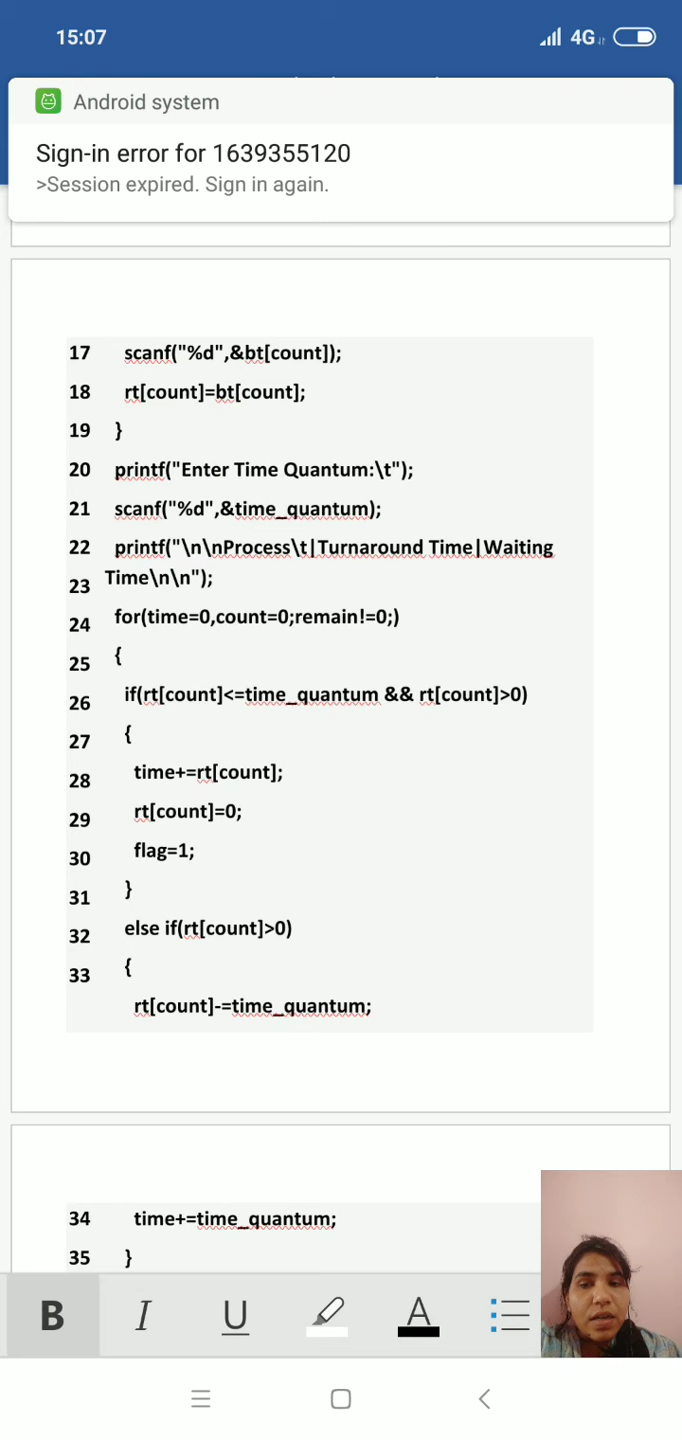 15:07
4G
Android system
Sign-in error for 1639355120
>Session expired. Sign in again.
17 scanf("%d",&bt[count]);
18 rt[count]=bt[count];
19 }
20 printf("Enter Time Quantum:\t");
21 scanf("%d",&time_quantum);
22 printf("\n\nProcess\t|Turnaround Time|Waiting
23 Time\n\n");
24 for(time=0,count=0;remain!=0;)
25 {
26 if(rt[count]<=time_quantum && rt[count]>0)
27 {
28 time+=rt[count];
29 rt[count]=0;
30 flag=1;
31 }
32 else if(rt[count]>0)
33 {
rt[count]-=time_quantum;
34 time+=time_quantum;
35 }
B I U A